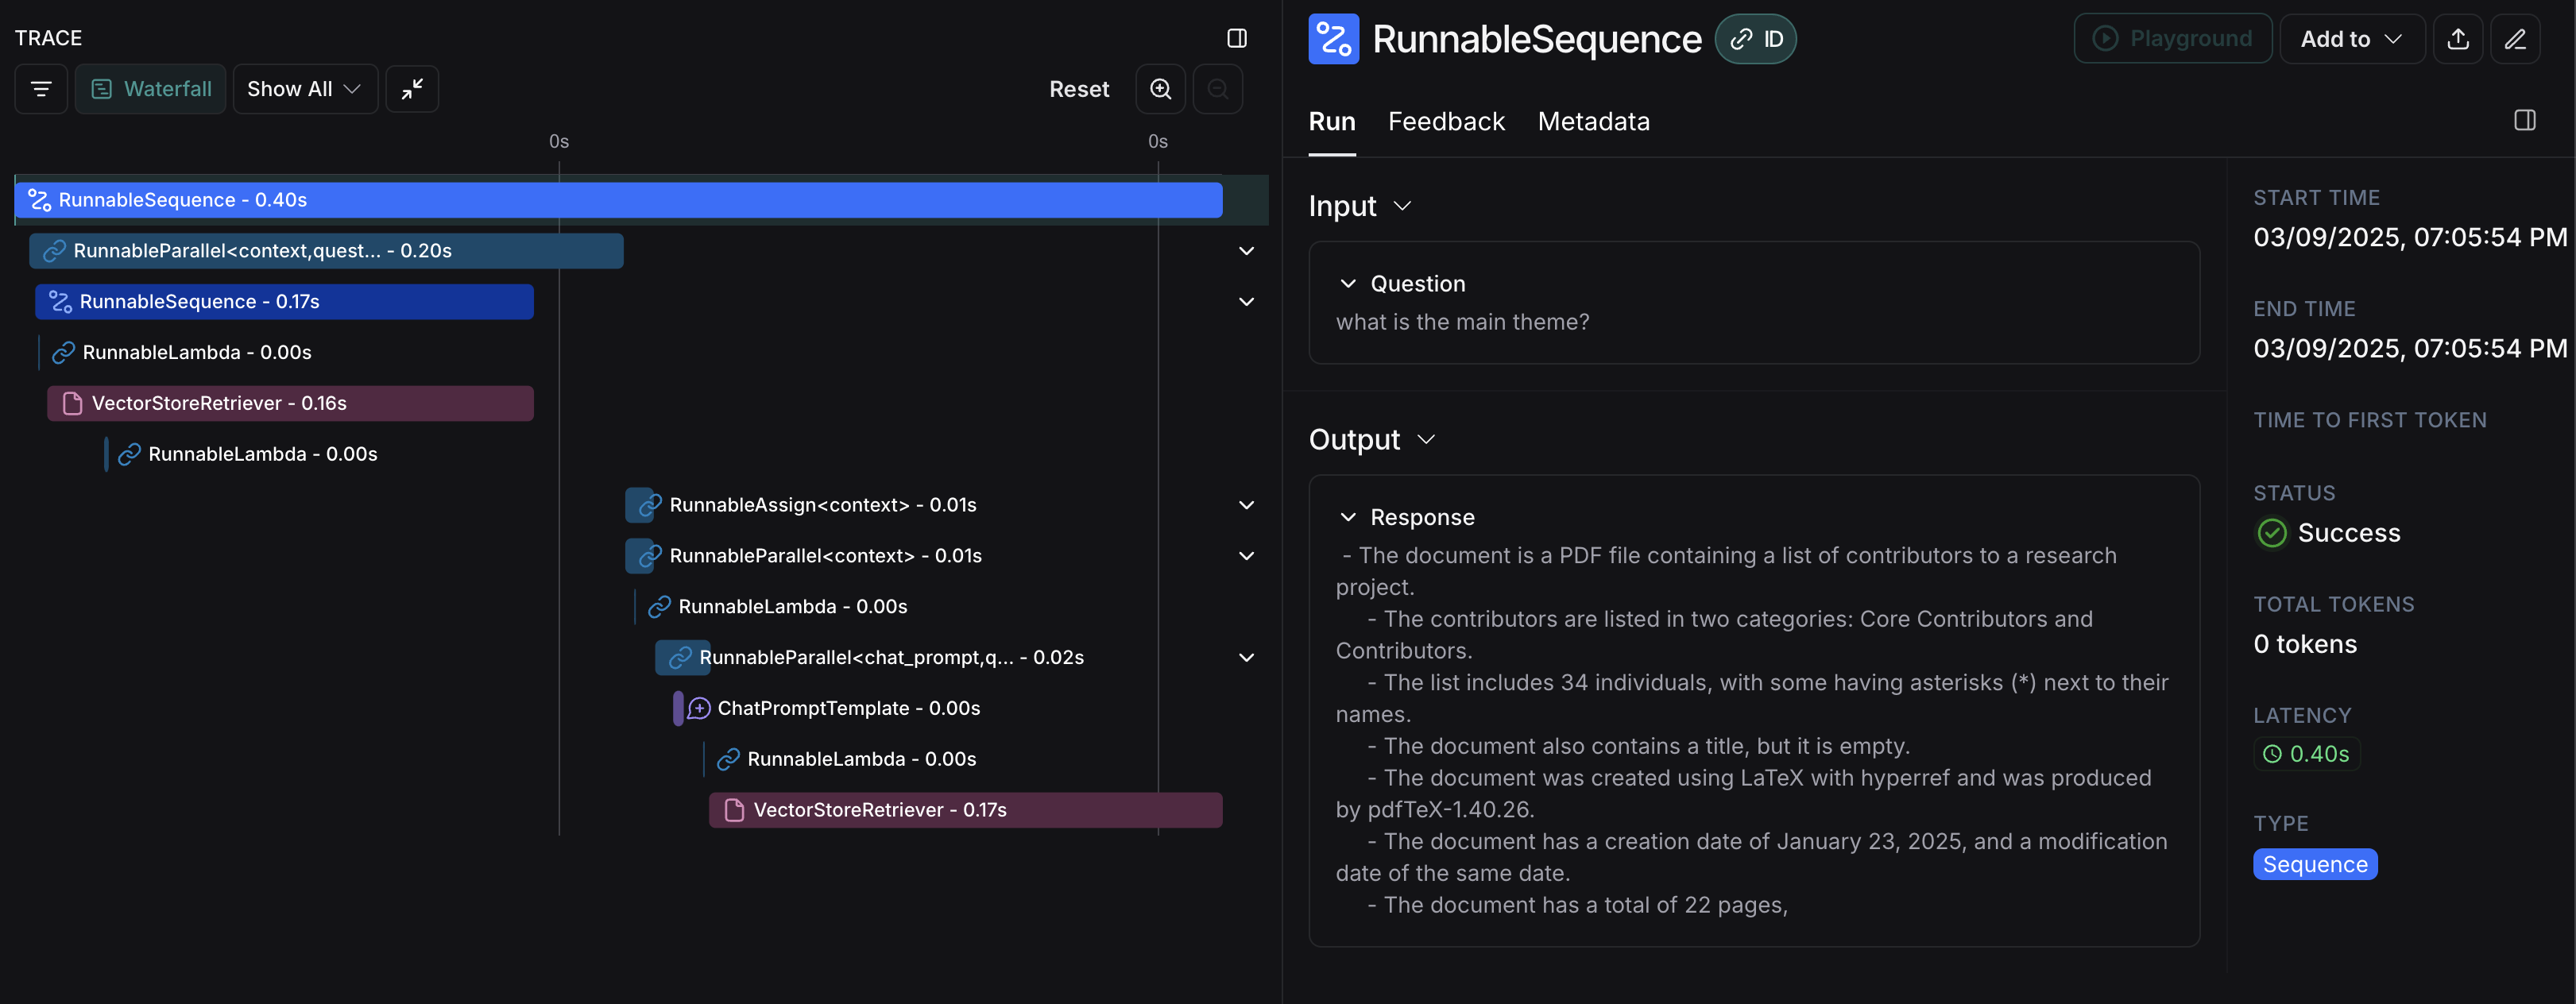 TRACE
Waterfall
Show All
Reset
0s 0s
RunnableSequence - 0.40s
RunnableParallel<context,quest... - 0.20s
RunnableSequence - 0.17s
RunnableLambda - 0.00s
VectorStoreRetriever - 0.16s
RunnableLambda - 0.00s
RunnableAssign<context> - 0.01s
RunnableParallel<context> - 0.01s
RunnableLambda - 0.00s
RunnableParallel<chat_prompt,q... - 0.02s
ChatPromptTemplate - 0.00s
RunnableLambda - 0.00s
VectorStoreRetriever - 0.17s
RunnableSequence
ID
Playground
Add to
Run Feedback Metadata
Input
Question
what is the main theme?
Output
Response
- The document is a PDF file containing a list of contributors to a research
project.
- The contributors are listed in two categories: Core Contributors and
Contributors.
- The list includes 34 individuals, with some having asterisks (*) next to their
names.
- The document also contains a title, but it is empty.
- The document was created using LaTeX with hyperref and was produced
by pdfTeX-1.40.26.
- The document has a creation date of January 23, 2025, and a modification
date of the same date.
- The document has a total of 22 pages,
START TIME
03/09/2025, 07:05:54 PM
END TIME
03/09/2025, 07:05:54 PM
TIME TO FIRST TOKEN
STATUS
Success
TOTAL TOKENS
0 tokens
LATENCY
0.40s
TYPE
Sequence